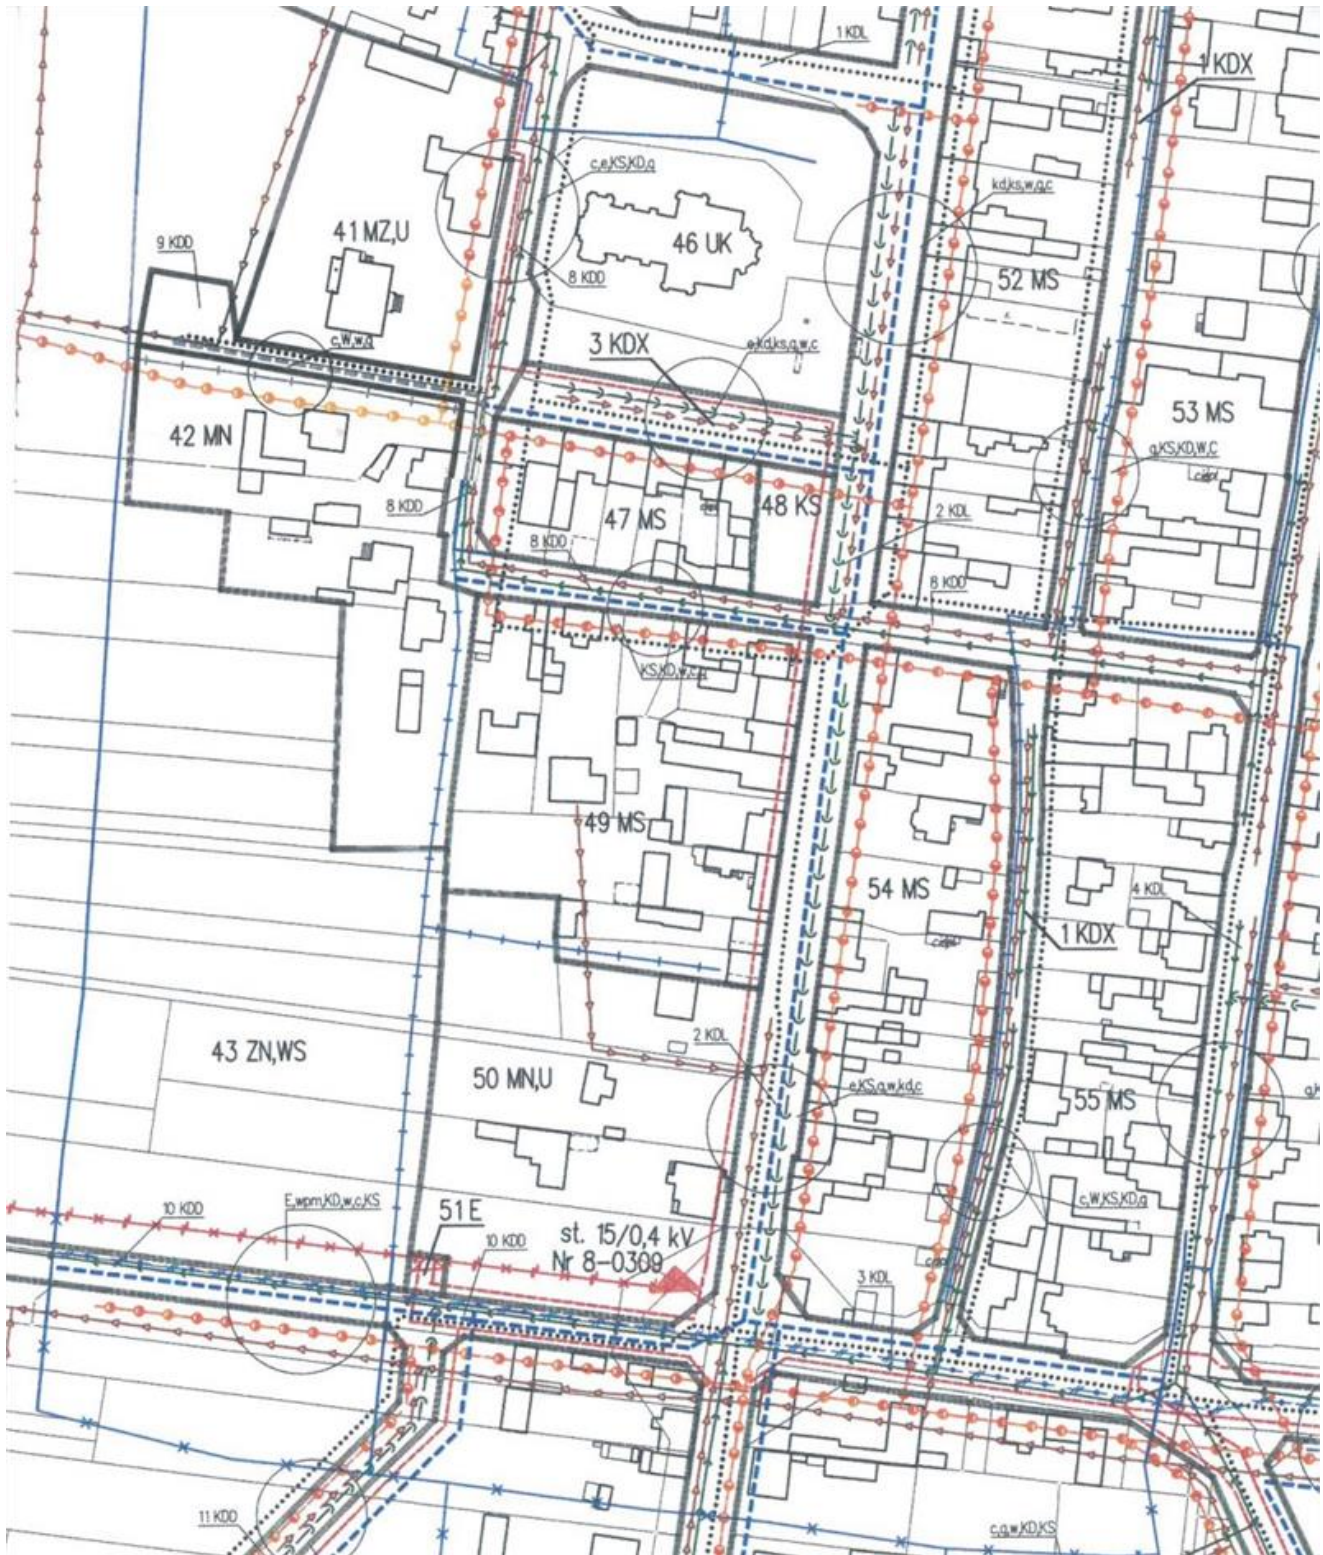 1 KDL
1 KDX
c,e,KS,KD,g
kd,ks,w,g,c
41 MZ,U
46 UK
9 KDD
8 KDD
52 MS
c,W,w,g
3 KDX
e,kd,ks,g,w,c
42 MN
53 MS
g,KS,KD,W,C
8 KDD
47 MS
48 KS
2 KDL
8 KDD
8 KDD
KS,KD,w,c,g
49 MS
54 MS
4 KDL
1 KDX
43 ZN,WS
2 KDL
50 MN,U
e,KS,g,w,kd,c
55 MS
E,wpm,KD,w,c,KS
10 KDD
51 E
c,W,KS,KD,g
10 KDD
st. 15/0,4 kV
Nr 8-0309
3 KDL
11 KDD
c,g,w,KD,KS